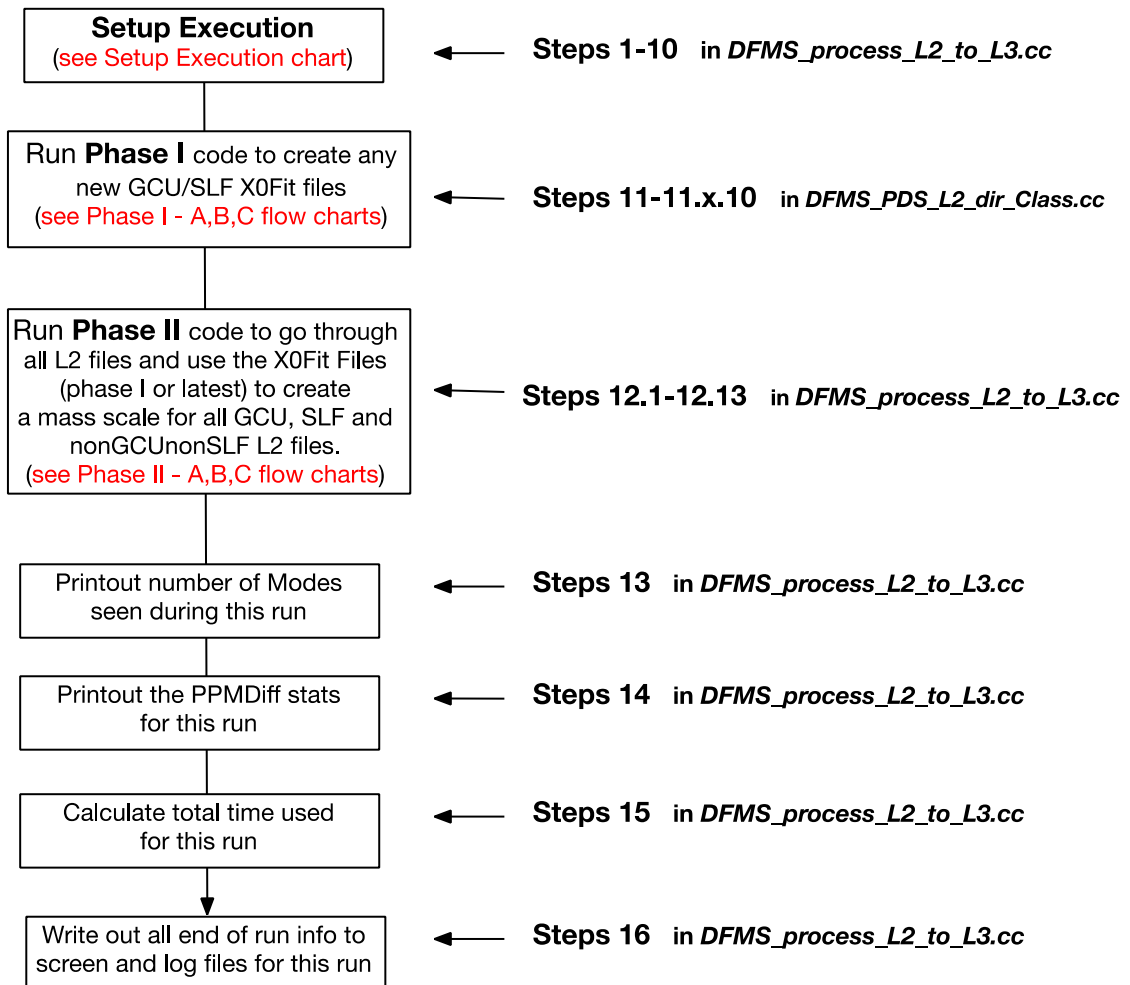 Setup Execution
(see Setup Execution chart)
Steps 1-10 in DFMS_process_L2_to_L3.cc
Run Phase I code to create any
new GCU/SLF X0Fit files
(see Phase I - A,B,C flow charts)
Steps 11-11.x.10 in DFMS_PDS_L2_dir_Class.cc
Run Phase II code to go through
all L2 files and use the X0Fit Files
(phase I or latest) to create
a mass scale for all GCU, SLF and
nonGCUnonSLF L2 files.
(see Phase II - A,B,C flow charts)
Steps 12.1-12.13 in DFMS_process_L2_to_L3.cc
Printout number of Modes
seen during this run
Steps 13 in DFMS_process_L2_to_L3.cc
Printout the PPMDiff stats
for this run
Steps 14 in DFMS_process_L2_to_L3.cc
Calculate total time used
for this run
Steps 15 in DFMS_process_L2_to_L3.cc
Write out all end of run info to
screen and log files for this run
Steps 16 in DFMS_process_L2_to_L3.cc